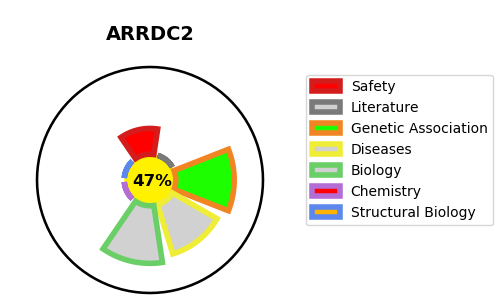 ARRDC2
47%
Safety
Literature
Genetic Association
Diseases
Biology
Chemistry
Structural Biology